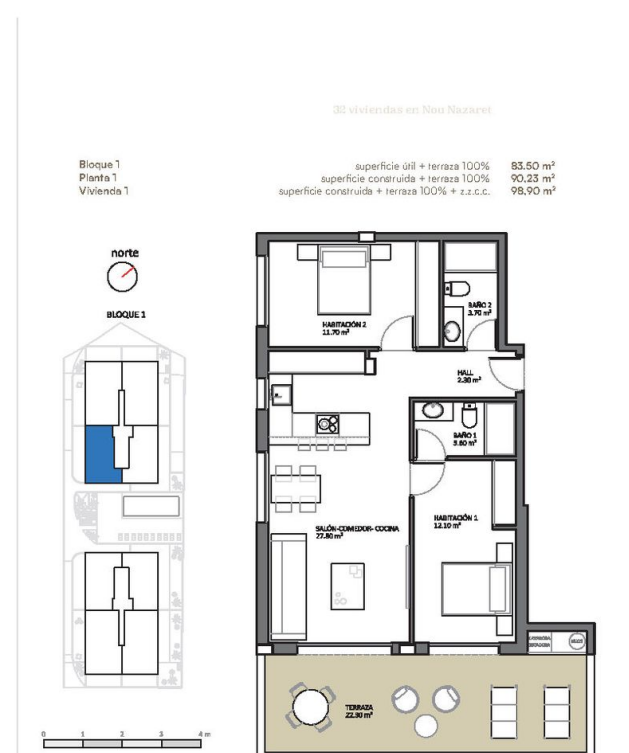 32 viviendas en Nou Nazaret
Bloque 1
Planta 1
Vivienda 1
superficie útil + terraza 100% 83.50 m²
superficie construida + terraza 100% 90,23 m²
superficie construida + terraza 100% + z.z.c.c. 98,90 m²
norte
BLOQUE 1
HABITACIÓN 2
11.70 m²
BAÑO 2
3.70 m²
HALL
2.30 m²
BAÑO 1
3.60 m²
HABITACIÓN 1
12.10 m²
SALÓN-COMEDOR- COCINA
27.80 m²
TERRAZA
22.30 m²
0 1 2 3 4 m